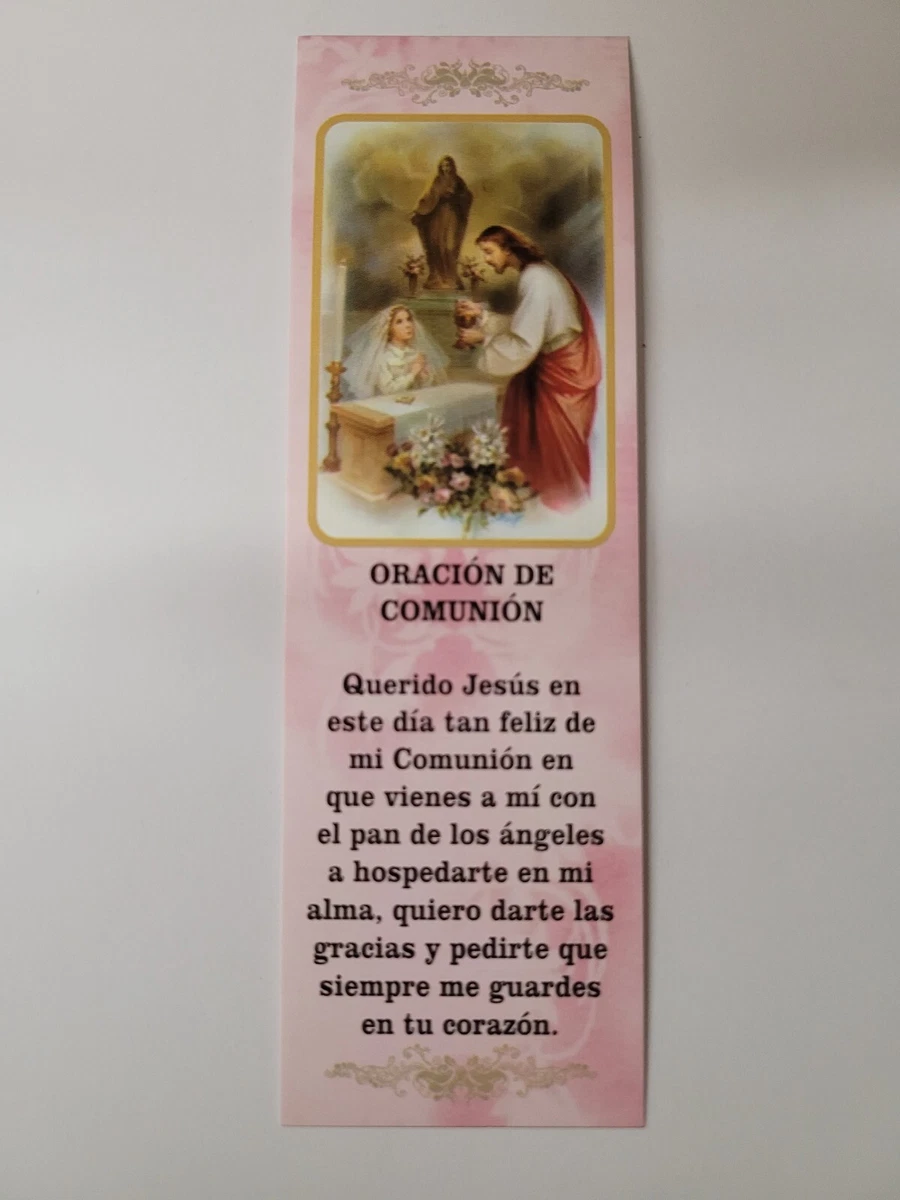 ORACIÓN DE
COMUNIÓN
Querido Jesús en
este día tan feliz de
mi Comunión en
que vienes a mí con
el pan de los ángeles
a hospedarte en mi
alma, quiero darte las
gracias y pedirte que
siempre me guardes
en tu corazón.